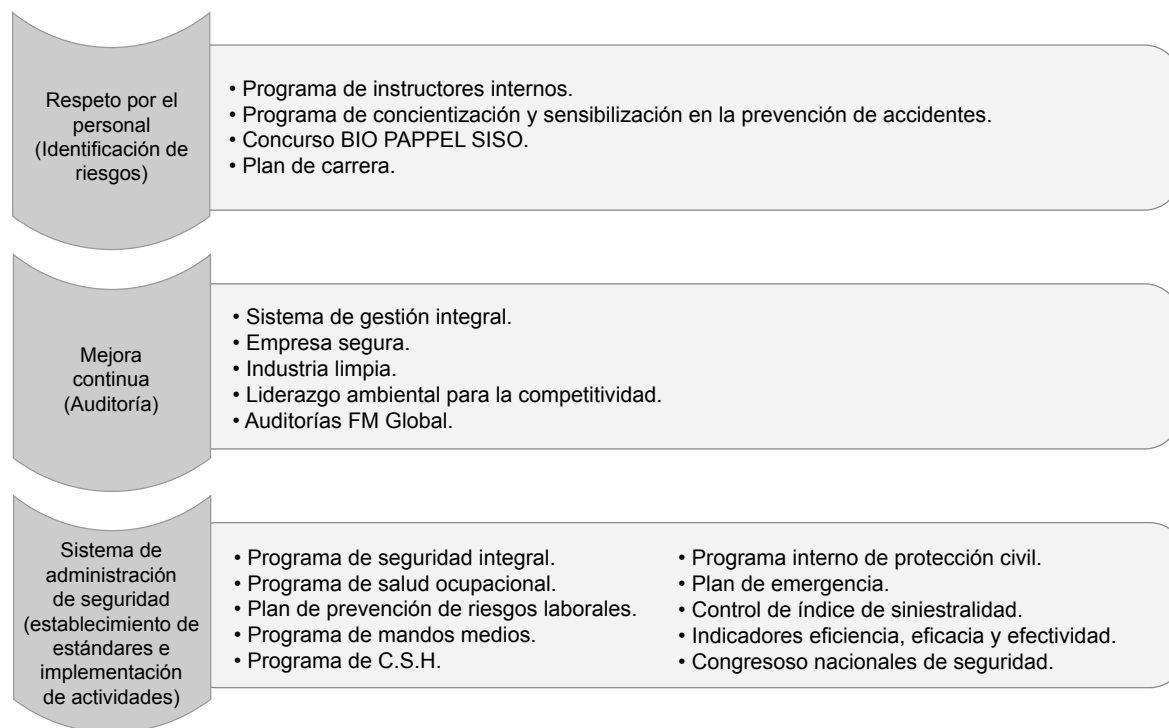 Respeto por el
personal
(Identificación de
riesgos)
• Programa de instructores internos.
• Programa de concientización y sensibilización en la prevención de accidentes.
• Concurso BIO PAPPEL SISO.
• Plan de carrera.
Mejora
continua
(Auditoría)
• Sistema de gestión integral.
• Empresa segura.
• Industria limpia.
• Liderazgo ambiental para la competitividad.
• Auditorías FM Global.
Sistema de
administración
de seguridad
(establecimiento de
estándares e
implementación
de actividades)
• Programa de seguridad integral.
• Programa de salud ocupacional.
• Plan de prevención de riesgos laborales.
• Programa de mandos medios.
• Programa de C.S.H.
• Programa interno de protección civil.
• Plan de emergencia.
• Control de índice de siniestralidad.
• Indicadores eficiencia, eficacia y efectividad.
• Congresoso nacionales de seguridad.